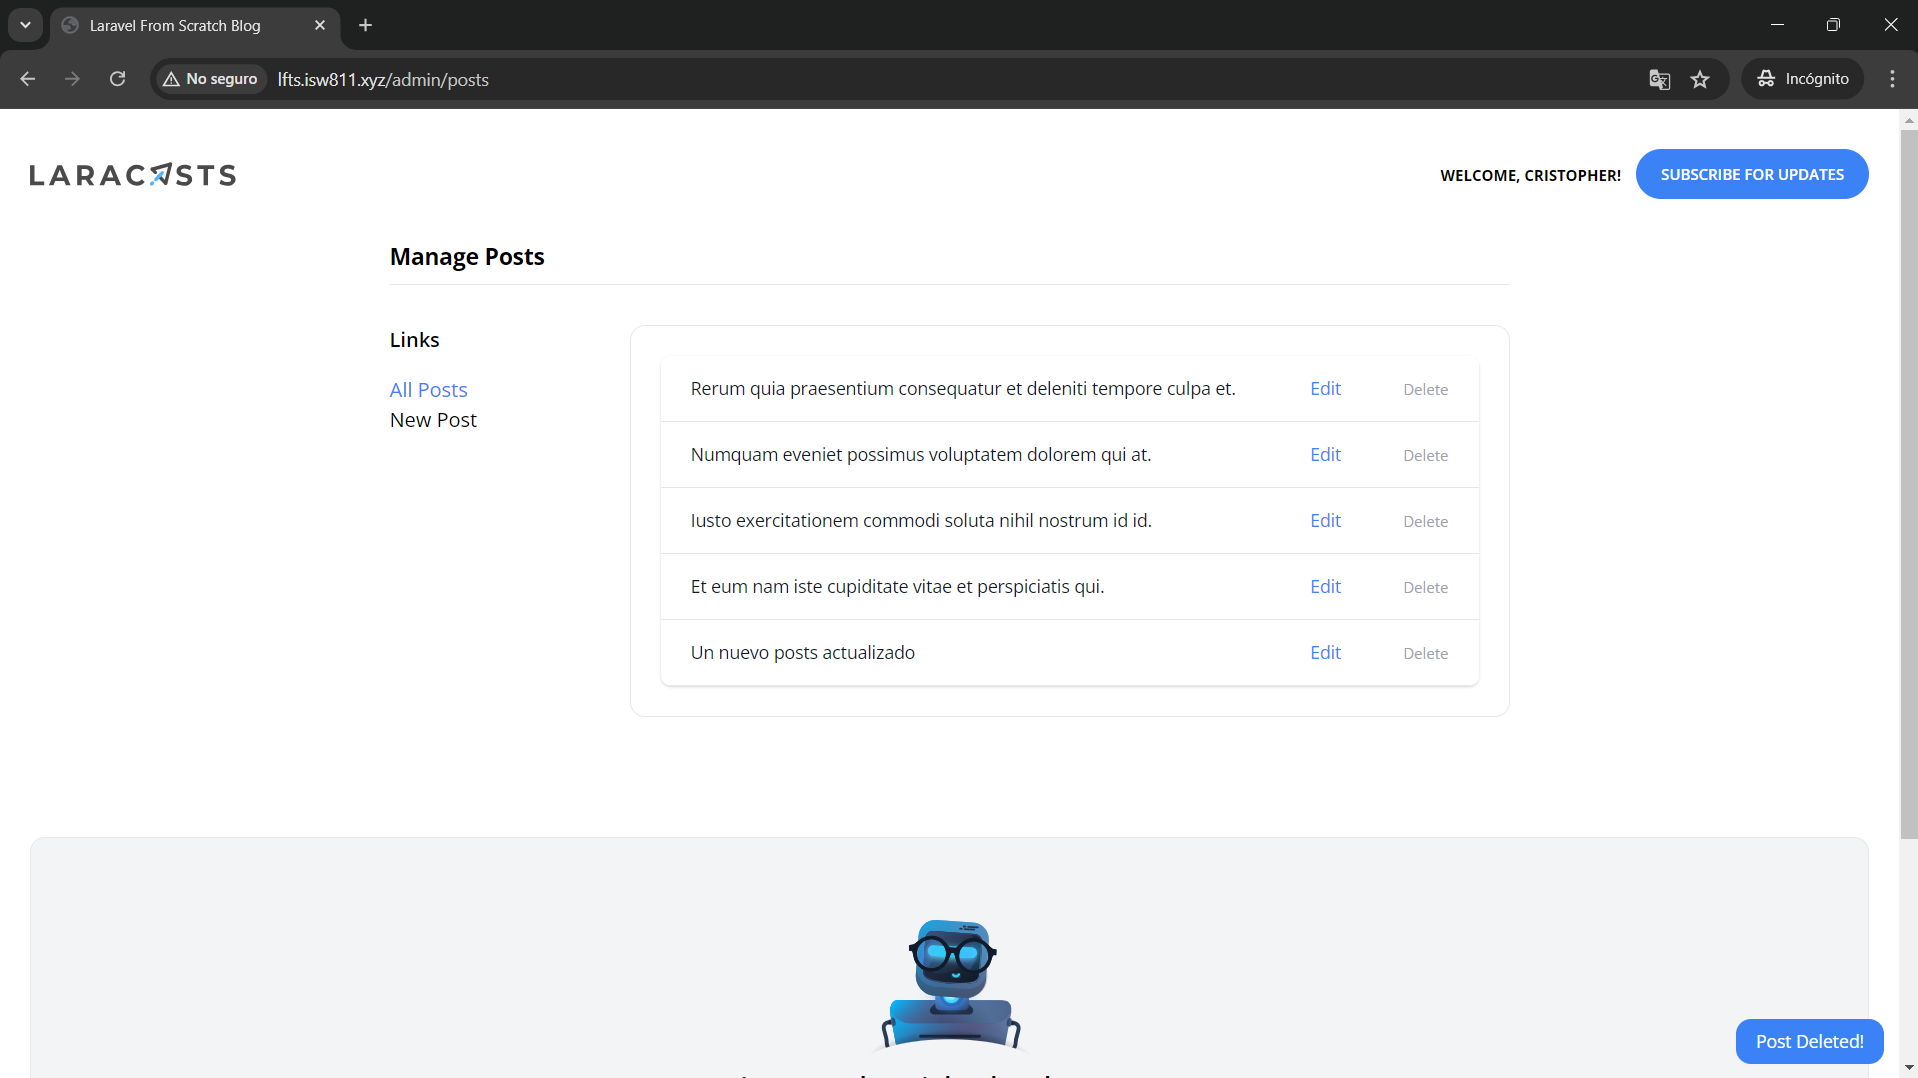 Laravel From Scratch Blog
No seguro
lfts.isw811.xyz/admin/posts
Incógnito
LARACASTS
WELCOME, CRISTOPHER!
SUBSCRIBE FOR UPDATES
Manage Posts
Links
All Posts
New Post
Rerum quia praesentium consequatur et deleniti tempore culpa et. Edit Delete
Numquam eveniet possimus voluptatem dolorem qui at. Edit Delete
Iusto exercitationem commodi soluta nihil nostrum id id. Edit Delete
Et eum nam iste cupiditate vitae et perspiciatis qui. Edit Delete
Un nuevo posts actualizado Edit Delete
Post Deleted!